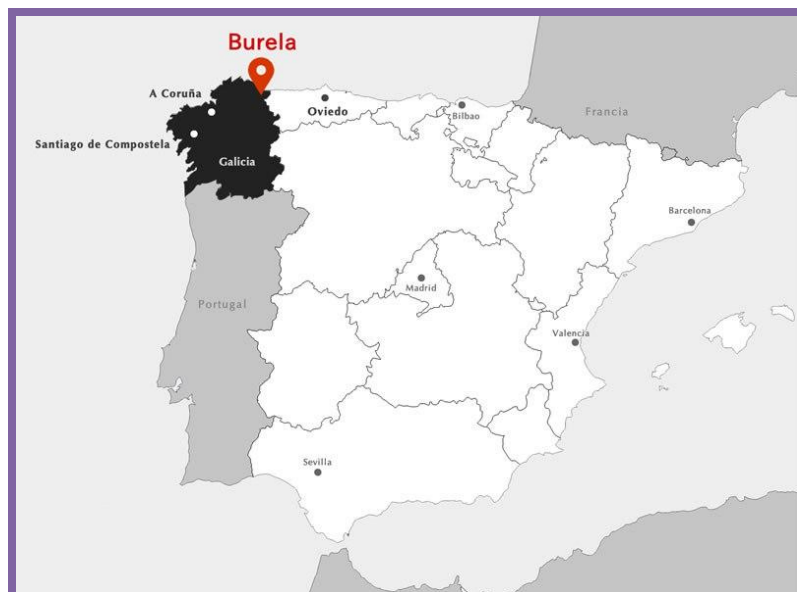 Burela
A Coruña
Oviedo
Bilbao
Francia
Santiago de Compostela
Galicia
Barcelona
Madrid
Portugal
Valencia
Sevilla